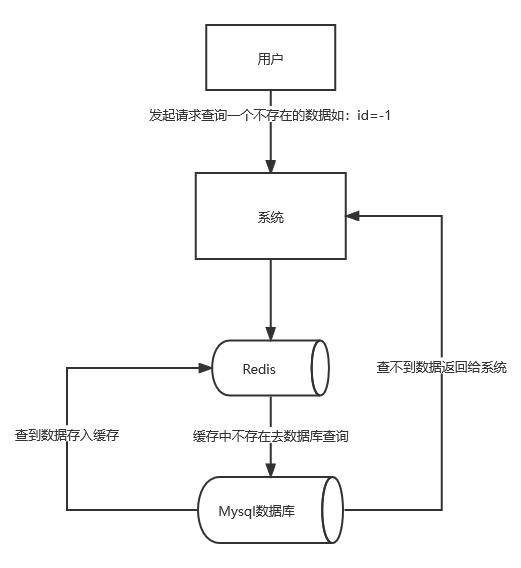 用户
发起请求查询一个不存在的数据如：id=-1
系统
Redis
查不到数据返回给系统
查到数据存入缓存
缓存中不存在去数据库查询
Mysql数据库